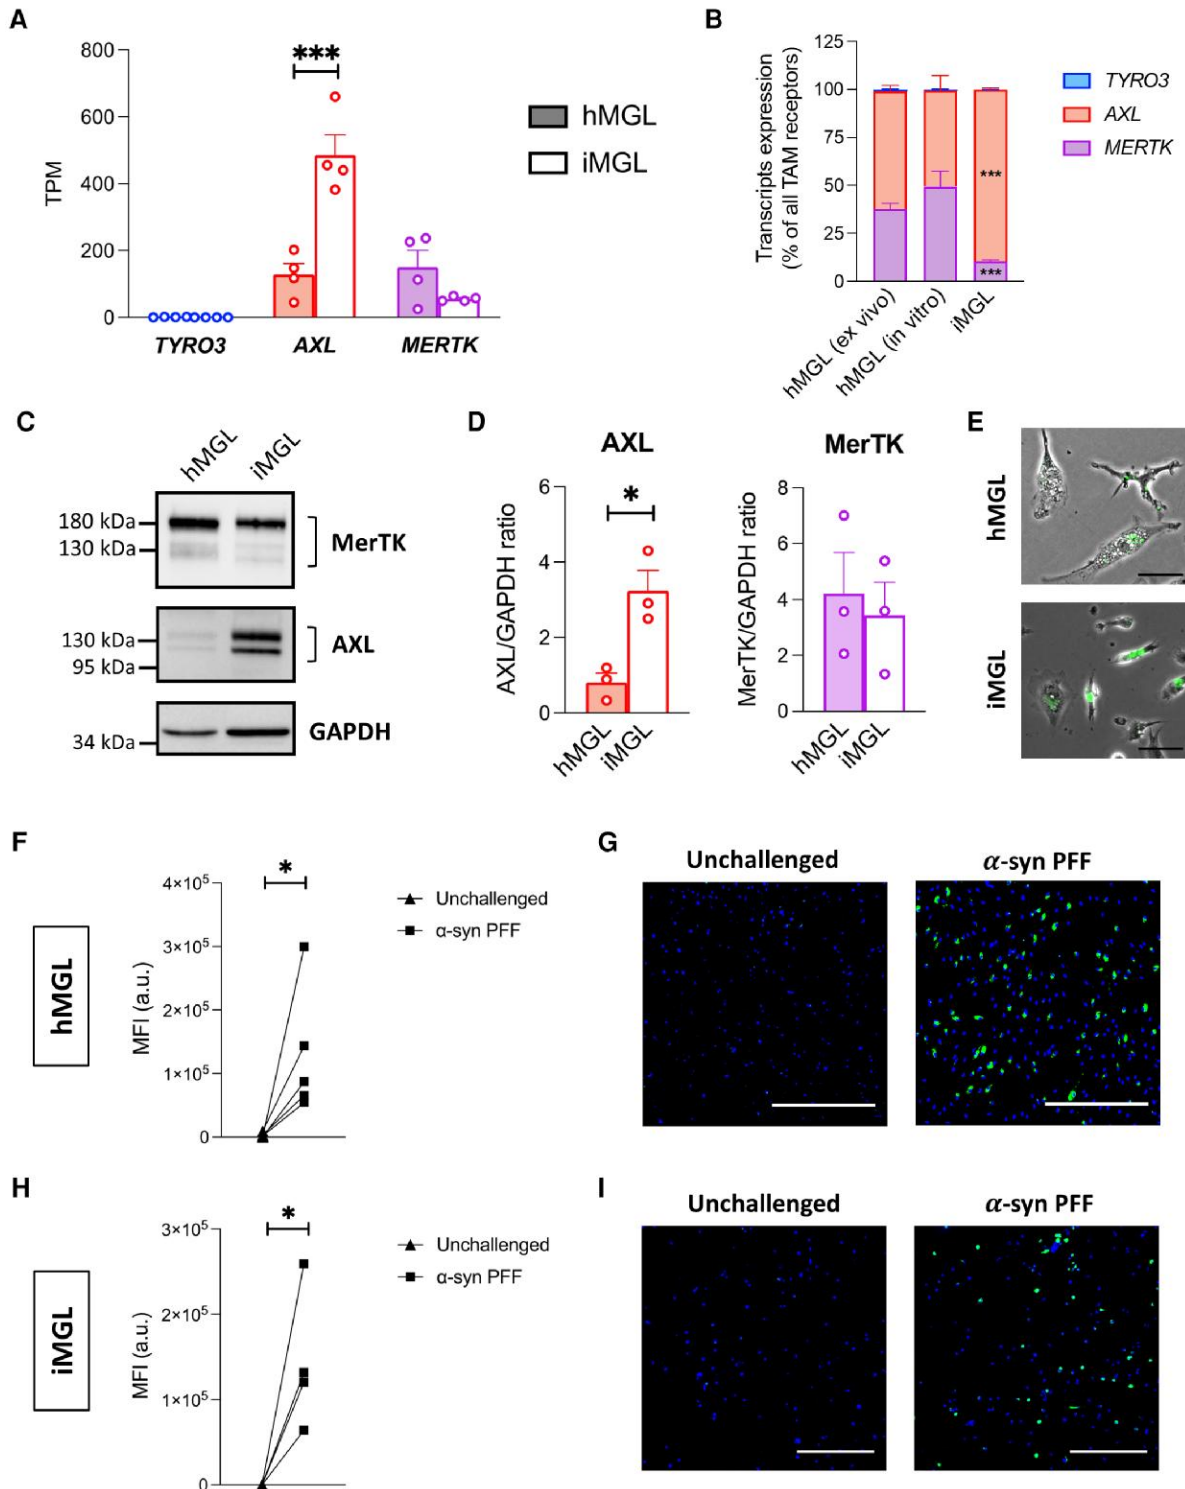 A
800
600
400
200
0
TPM
***
TYRO3
AXL
MERTK
hMGL
iMGL
B
125
100
75
50
25
0
Transcripts expression
(% of all TAM receptors)
***
***
hMGL (ex vivo)
hMGL (in vitro)
iMGL
TYRO3
AXL
MERTK
C
hMGL
iMGL
180 kDa
130 kDa
MerTK
130 kDa
95 kDa
AXL
34 kDa
GAPDH
D
AXL
6
4
2
0
AXL/GAPDH ratio
*
hMGL
iMGL
MerTK
8
6
4
2
0
MerTK/GAPDH ratio
hMGL
iMGL
E
hMGL
iMGL
F
hMGL
4×10⁵
3×10⁵
2×10⁵
1×10⁵
0
MFI (a.u.)
*
Unchallenged
α-syn PFF
G
Unchallenged
α-syn PFF
H
iMGL
3×10⁵
2×10⁵
1×10⁵
0
MFI (a.u.)
*
Unchallenged
α-syn PFF
I
Unchallenged
α-syn PFF